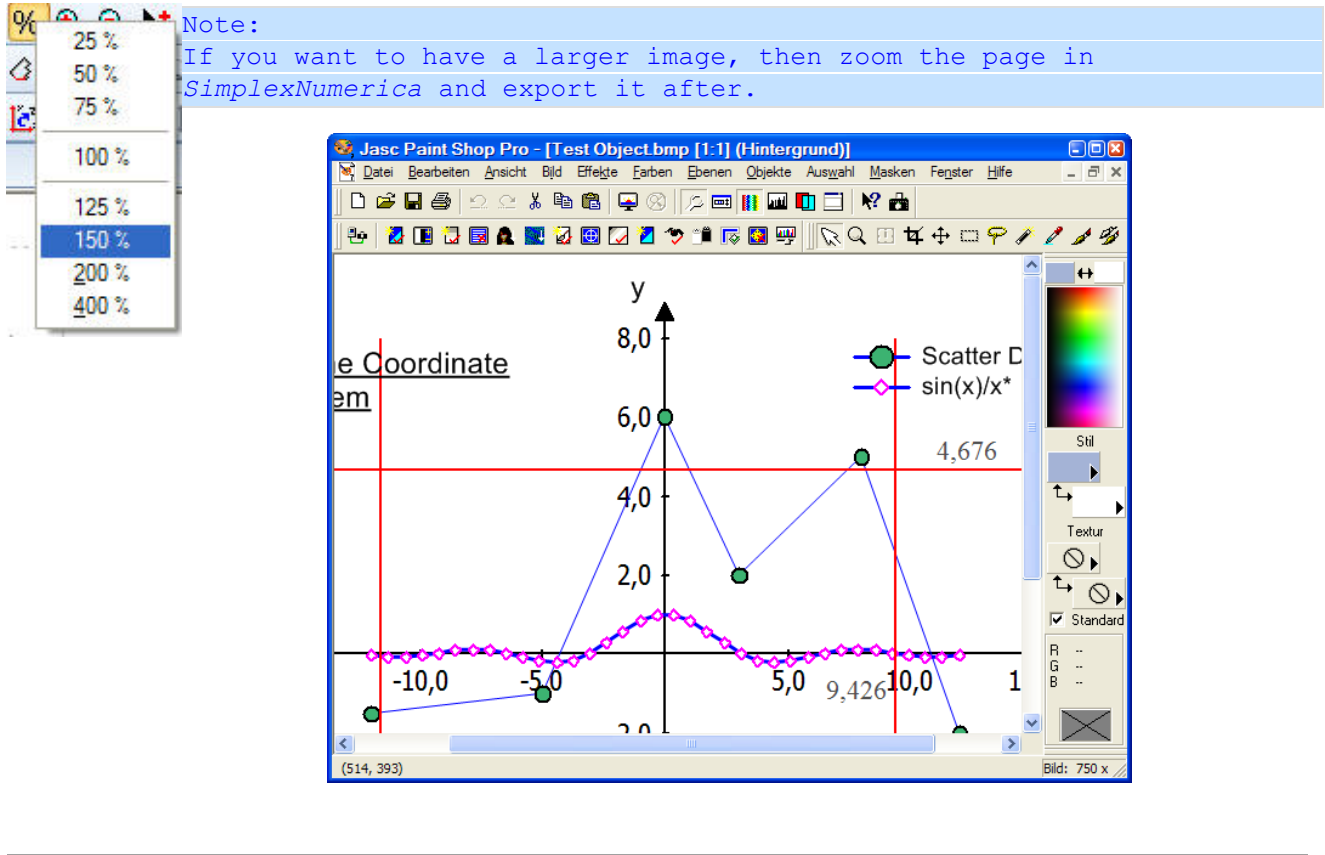 %
25 %
50 %
75 %
100 %
125 %
150 %
200 %
400 %
Note:
If you want to have a larger image, then zoom the page in
SimplexNumerica and export it after.
Jasc Paint Shop Pro - [Test Object.bmp [1:1] (Hintergrund)]
Datei Bearbeiten Ansicht Bild Effekte Farben Ebenen Objekte Auswahl Masken Fenster Hilfe
y
8,0
e Coordinate
em
Scatter D
sin(x)/x*
6,0
4,676
4,0
2,0
-10,0 -5,0 5,0 9,426 10,0 1
2,0
Stil
Textur
Standard
R --
G --
B --
(514, 393)
Bild: 750 x